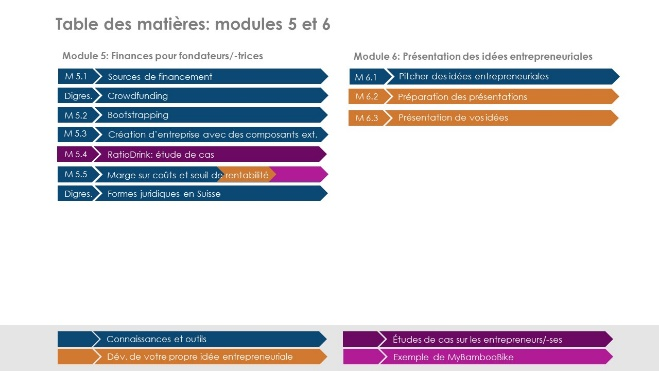 Table des matières: modules 5 et 6
Module 5: Finances pour fondateurs/-trices
M 5.1 Sources de financement
Digres. Crowdfunding
M 5.2 Bootstrapping
M 5.3 Création d'entreprise avec des composants ext.
M 5.4 RatioDrink: étude de cas
M 5.5 Marge sur coûts et seuil de rentabilité
Digres. Formes juridiques en Suisse
Module 6: Présentation des idées entrepreneuriales
M 6.1 Pitcher des idées entrepreneuriales
M 6.2 Préparation des présentations
M 6.3 Présentation de vos idées
Connaissances et outils
Dév. de votre propre idée entrepreneuriale
Études de cas sur les entrepreneurs/-ses
Exemple de MyBambooBike